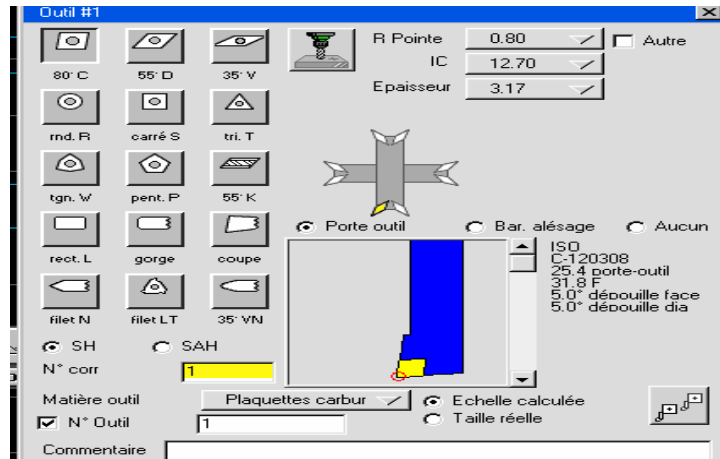 Outil #1
R Pointe 0.80 Autre
IC 12.70
Epaisseur 3.17
80° C 55° D 35° V
rnd. R carré S tri. T
tgn. W pent. P 55° K
rect. L gorge coupe
filet N filet LT 35° VN
Porte outil Bar. alésage Aucun
ISO
C-120308
25.4 porte-outil
31.8 F
5.0° dépouille face
5.0° dépouille dia
SH SAH
N° corr 1
Matière outil Plaquettes carbur Echelle calculée
N° Outil 1 Taille réelle
Commentaire